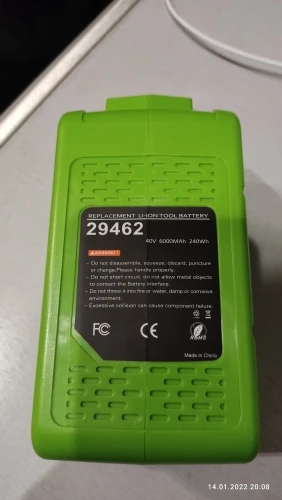 REPLACEMENT LI-ION TOOL BATTERY
29462
40V 6000MAh 240Wh
WARNING !
– Do not disassemble, squeeze, discard, puncture
or change,Please handle properly.
– Do not short circuit, do not allow metal objects
to contact the Battery interface.
– Do not throw it into fire or water, damp or corrosive
environment.
– Excessive collision can cause component failure.
FC CE RoHS
Made in China
14.01.2022 20:08